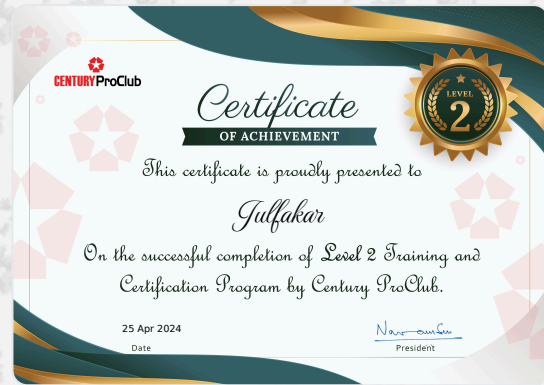 CENTURY ProClub
Certificate
OF ACHIEVEMENT
LEVEL
2
This certificate is proudly presented to
Julfakar
On the successful completion of Level 2 Training and
Certification Program by Century ProClub.
25 Apr 2024
Date
President